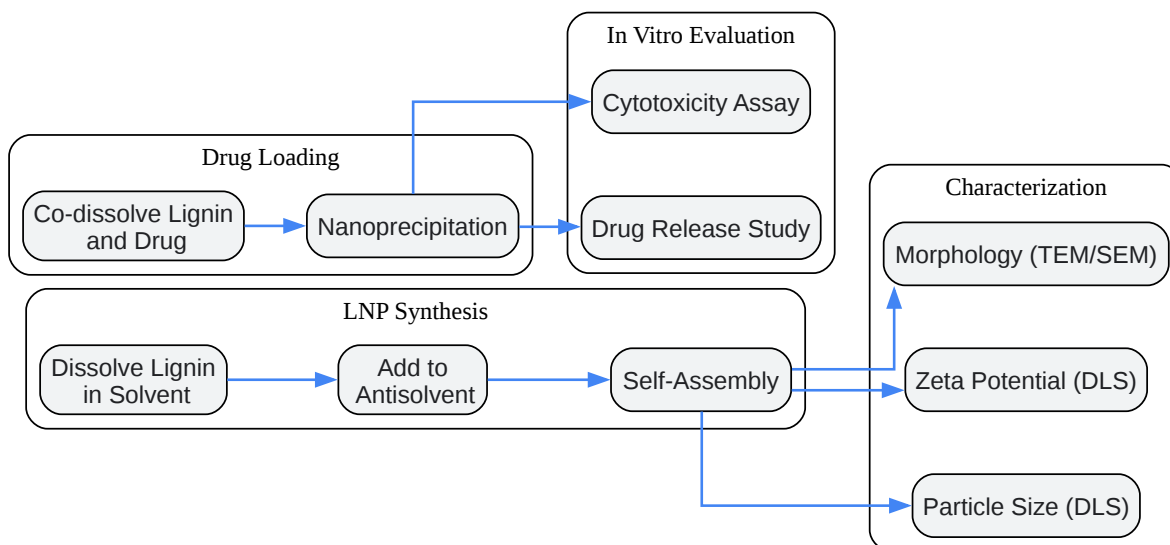 In Vitro Evaluation
Cytotoxicity Assay
Drug Release Study
Drug Loading
Co-dissolve Lignin
and Drug
Nanoprecipitation
Characterization
Morphology (TEM/SEM)
Zeta Potential (DLS)
Particle Size (DLS)
LNP Synthesis
Dissolve Lignin
in Solvent
Add to
Antisolvent
Self-Assembly